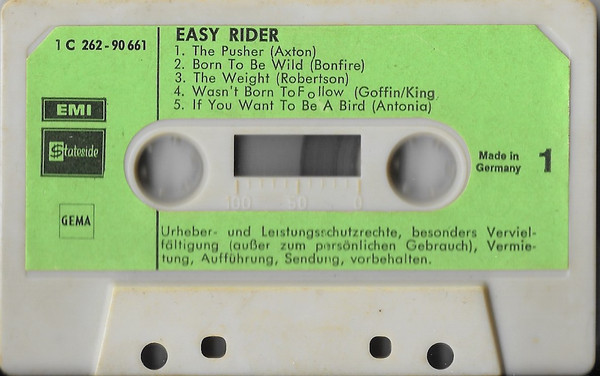 1 C 262-90 661
EASY RIDER
1. The Pusher (Axton)
2. Born To Be Wild (Bonfire)
3. The Weight (Robertson)
4. Wasn't Born To Follow (Goffin/King
5. If You Want To Be A Bird (Antonia)
EMI
Stateside
GEMA
Made in
Germany
1
100 50 0
Urheber- und Leistungsschutzrechte, besonders Verviel-
fältigung (außer zum persönlichen Gebrauch), Vermie-
tung, Aufführung, Sendung, vorbehalten.